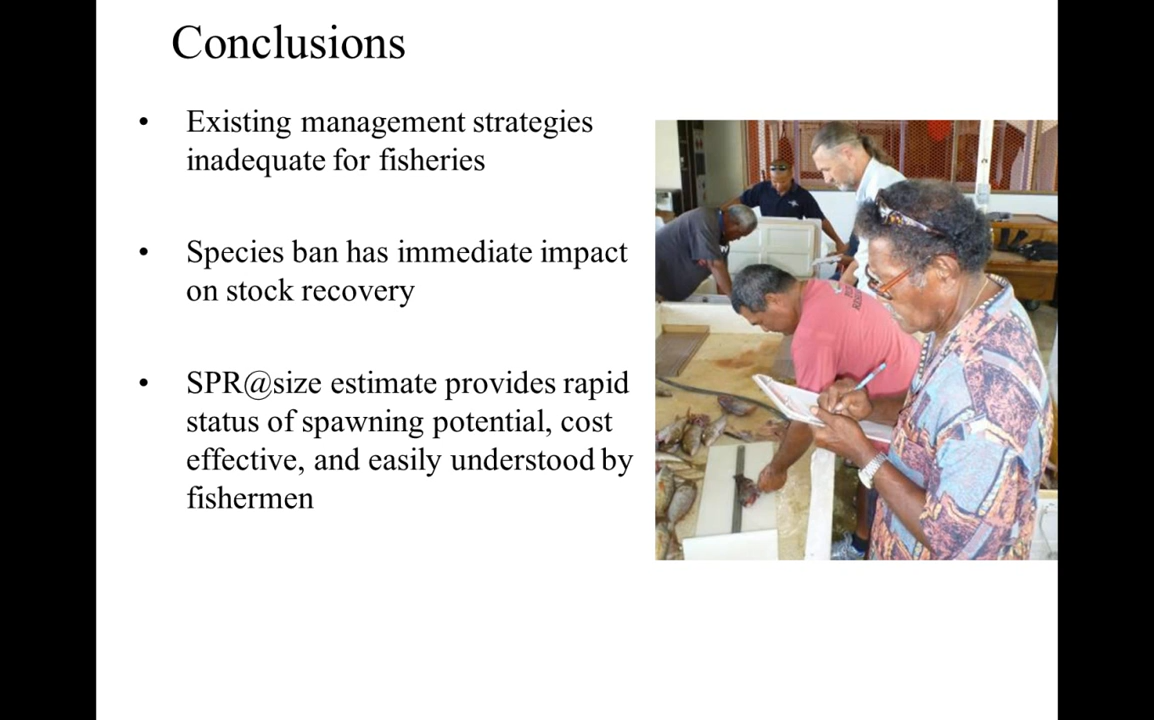 Conclusions
• Existing management strategies
inadequate for fisheries
• Species ban has immediate impact
on stock recovery
• SPR@size estimate provides rapid
status of spawning potential, cost
effective, and easily understood by
fishermen